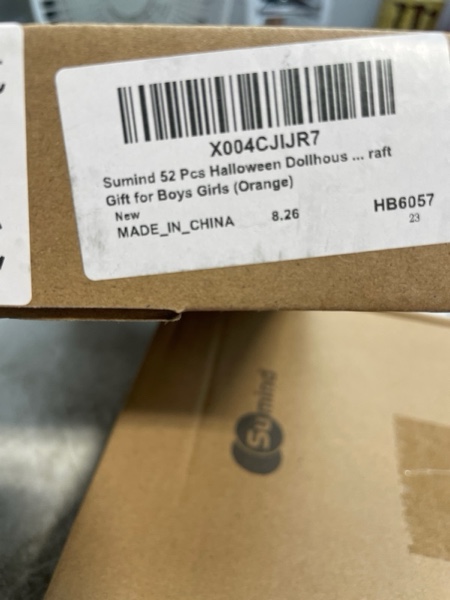 X004CJIJR7
Sumind 52 Pcs Halloween Dollhous ... raft
Gift for Boys Girls (Orange)
New
MADE_IN_CHINA 8.26 HB6057
23
Sumind